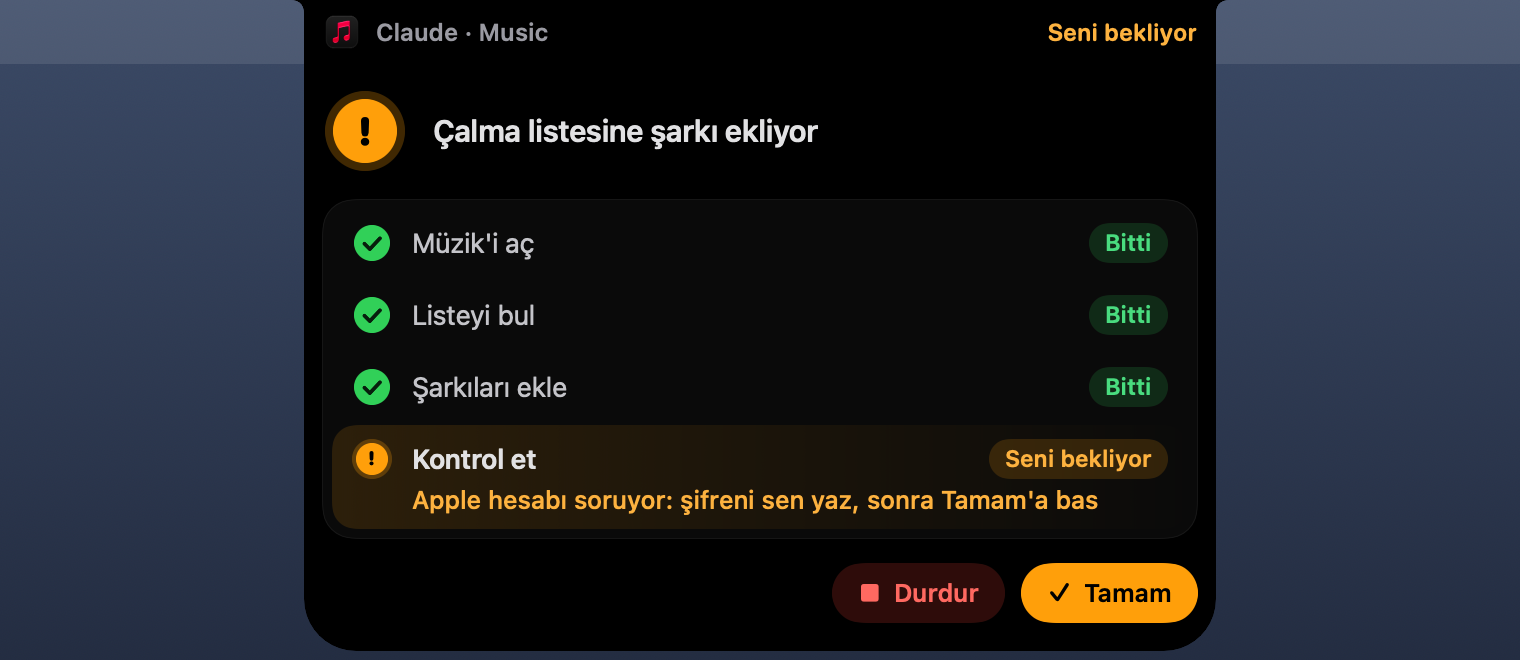 Claude · Music
Seni bekliyor
Çalma listesine şarkı ekliyor
Müzik'i aç
Bitti
Listeyi bul
Bitti
Şarkıları ekle
Bitti
Kontrol et
Seni bekliyor
Apple hesabı soruyor: şifreni sen yaz, sonra Tamam'a bas
Durdur
Tamam